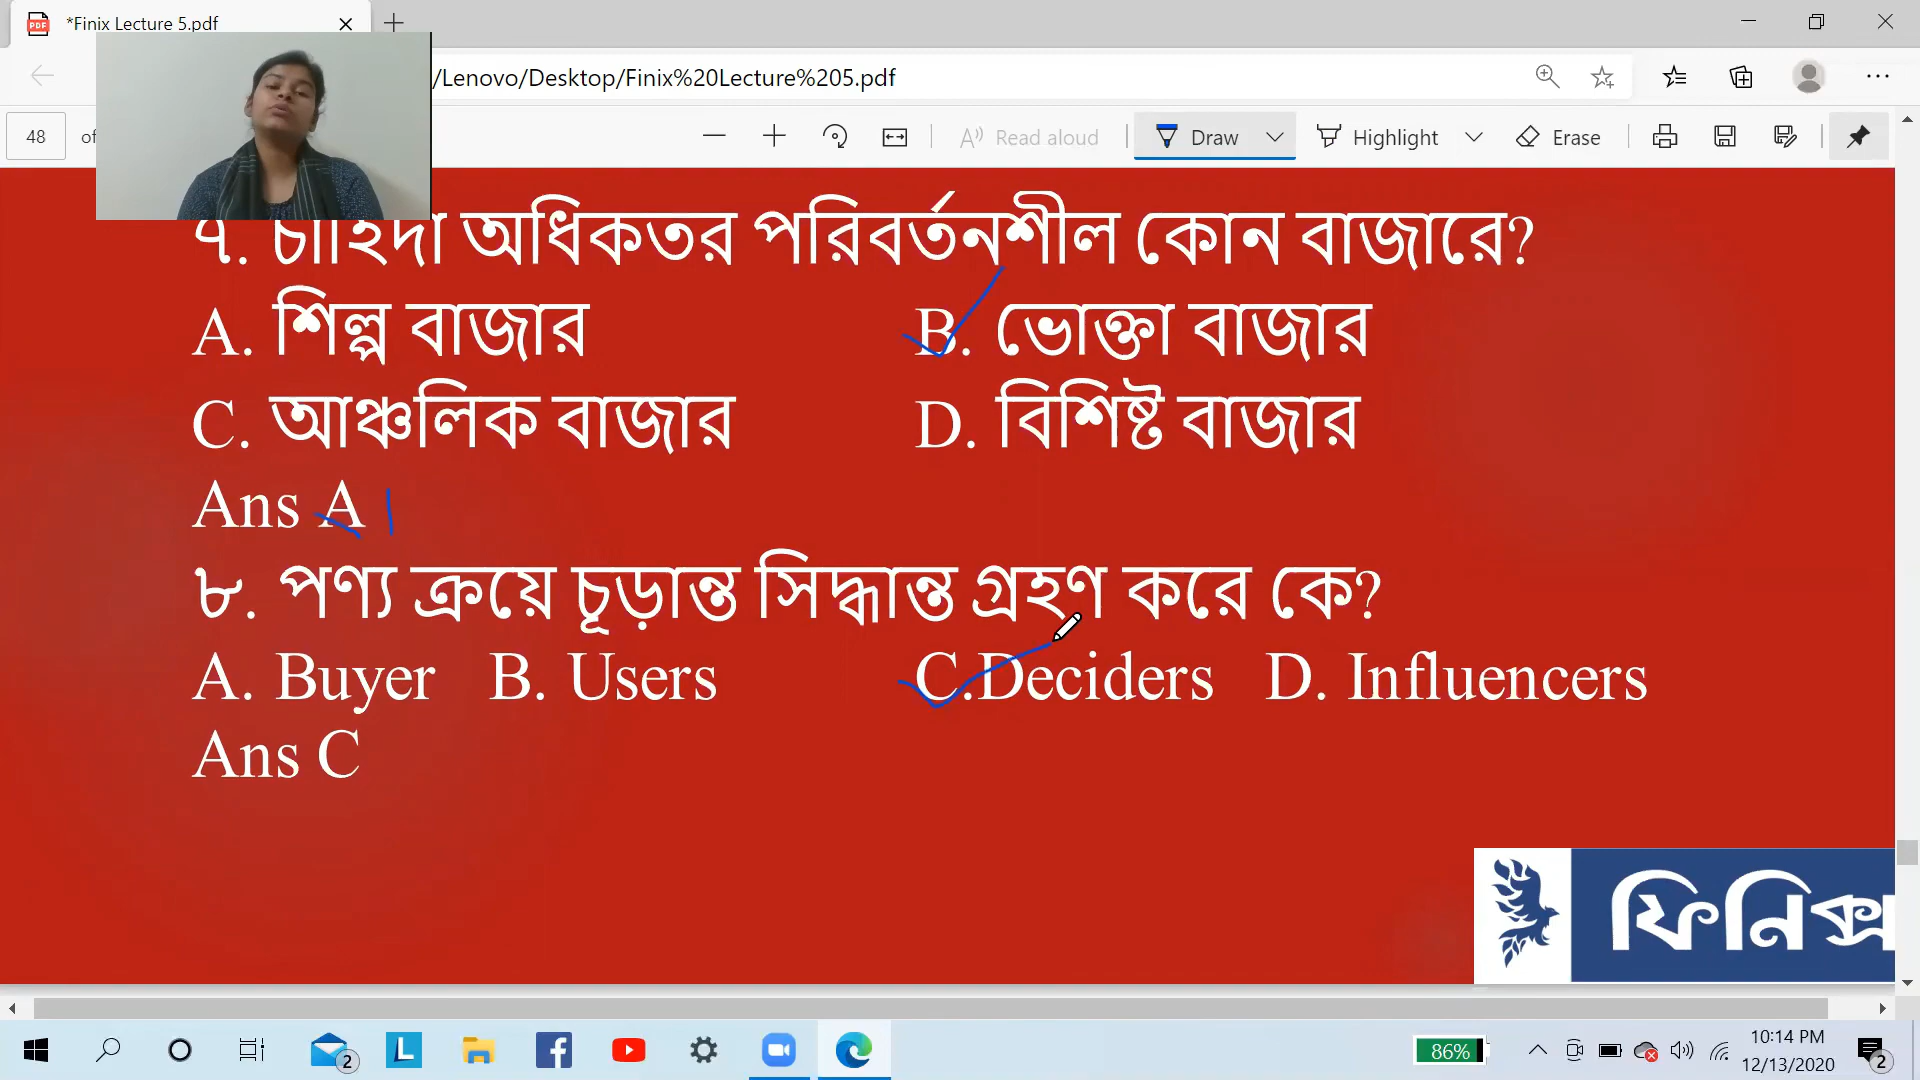 *Finix Lecture 5.pdf
/Lenovo/Desktop/Finix%20Lecture%205.pdf
48 of
Read aloud Draw Highlight Erase
৭. চাহিদা অধিকতর পরিবর্তনশীল কোন বাজারে?
A. শিল্প বাজার B. ভোক্তা বাজার
C. আঞ্চলিক বাজার D. বিশিষ্ট বাজার
Ans A
৮. পণ্য ক্রয়ে চূড়ান্ত সিদ্ধান্ত গ্রহণ করে কে?
A. Buyer B. Users C.Deciders D. Influencers
Ans C
ফিনিক্স
86%
10:14 PM
12/13/2020
2
2